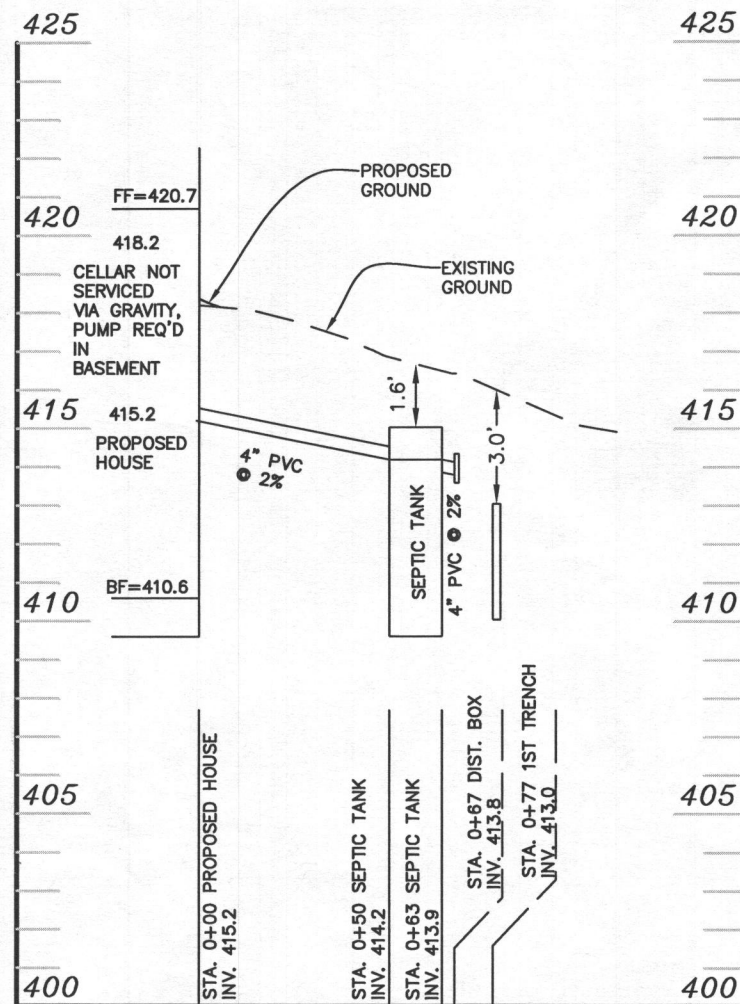 425
425
PROPOSED
GROUND
FF=420.7
420
420
418.2
CELLAR NOT
SERVICED
VIA GRAVITY,
PUMP REQ'D
IN
BASEMENT
EXISTING
GROUND
1.6'
415
415
415.2
PROPOSED
HOUSE
3.0'
4" PVC
@ 2%
SEPTIC TANK
4" PVC @ 2%
BF=410.6
410
410
405
405
STA. 0+00 PROPOSED HOUSE
INV. 415.2
STA. 0+50 SEPTIC TANK
INV. 414.2
STA. 0+63 SEPTIC TANK
INV. 413.9
STA. 0+67 DIST. BOX
INV. 413.8
STA. 0+77 1ST TRENCH
INV. 413.0
400
400